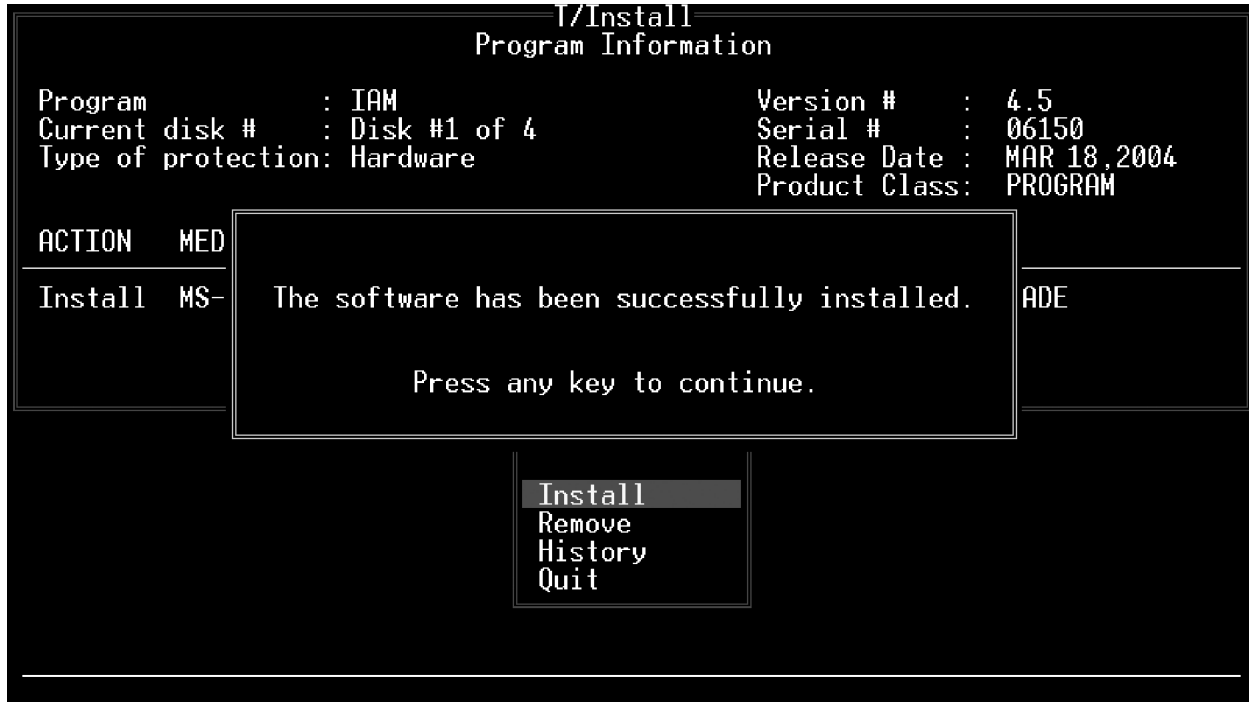 T/Install
Program Information
Program : IAM Version # : 4.5
Current disk # : Disk #1 of 4 Serial # : 06150
Type of protection: Hardware Release Date : MAR 18,2004
Product Class: PROGRAM
ACTION MED
Install MS- The software has been successfully installed. ADE
Press any key to continue.
Install
Remove
History
Quit